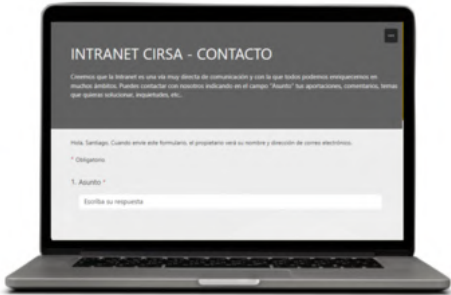 INTRANET CIRSA - CONTACTO
Creemos que la Intranet es una vía muy directa de comunicación y con la que todos podemos enriquecernos en
muchos ámbitos. Puedes contactar con nosotros indicando en el campo "Asunto" tus aportaciones, comentarios, temas
que quieras solucionar, inquietudes, etc..
Hola, Santiago. Cuando envíe este formulario, el propietario verá su nombre y dirección de correo electrónico.
* Obligatorio
1. Asunto *
Escriba su respuesta